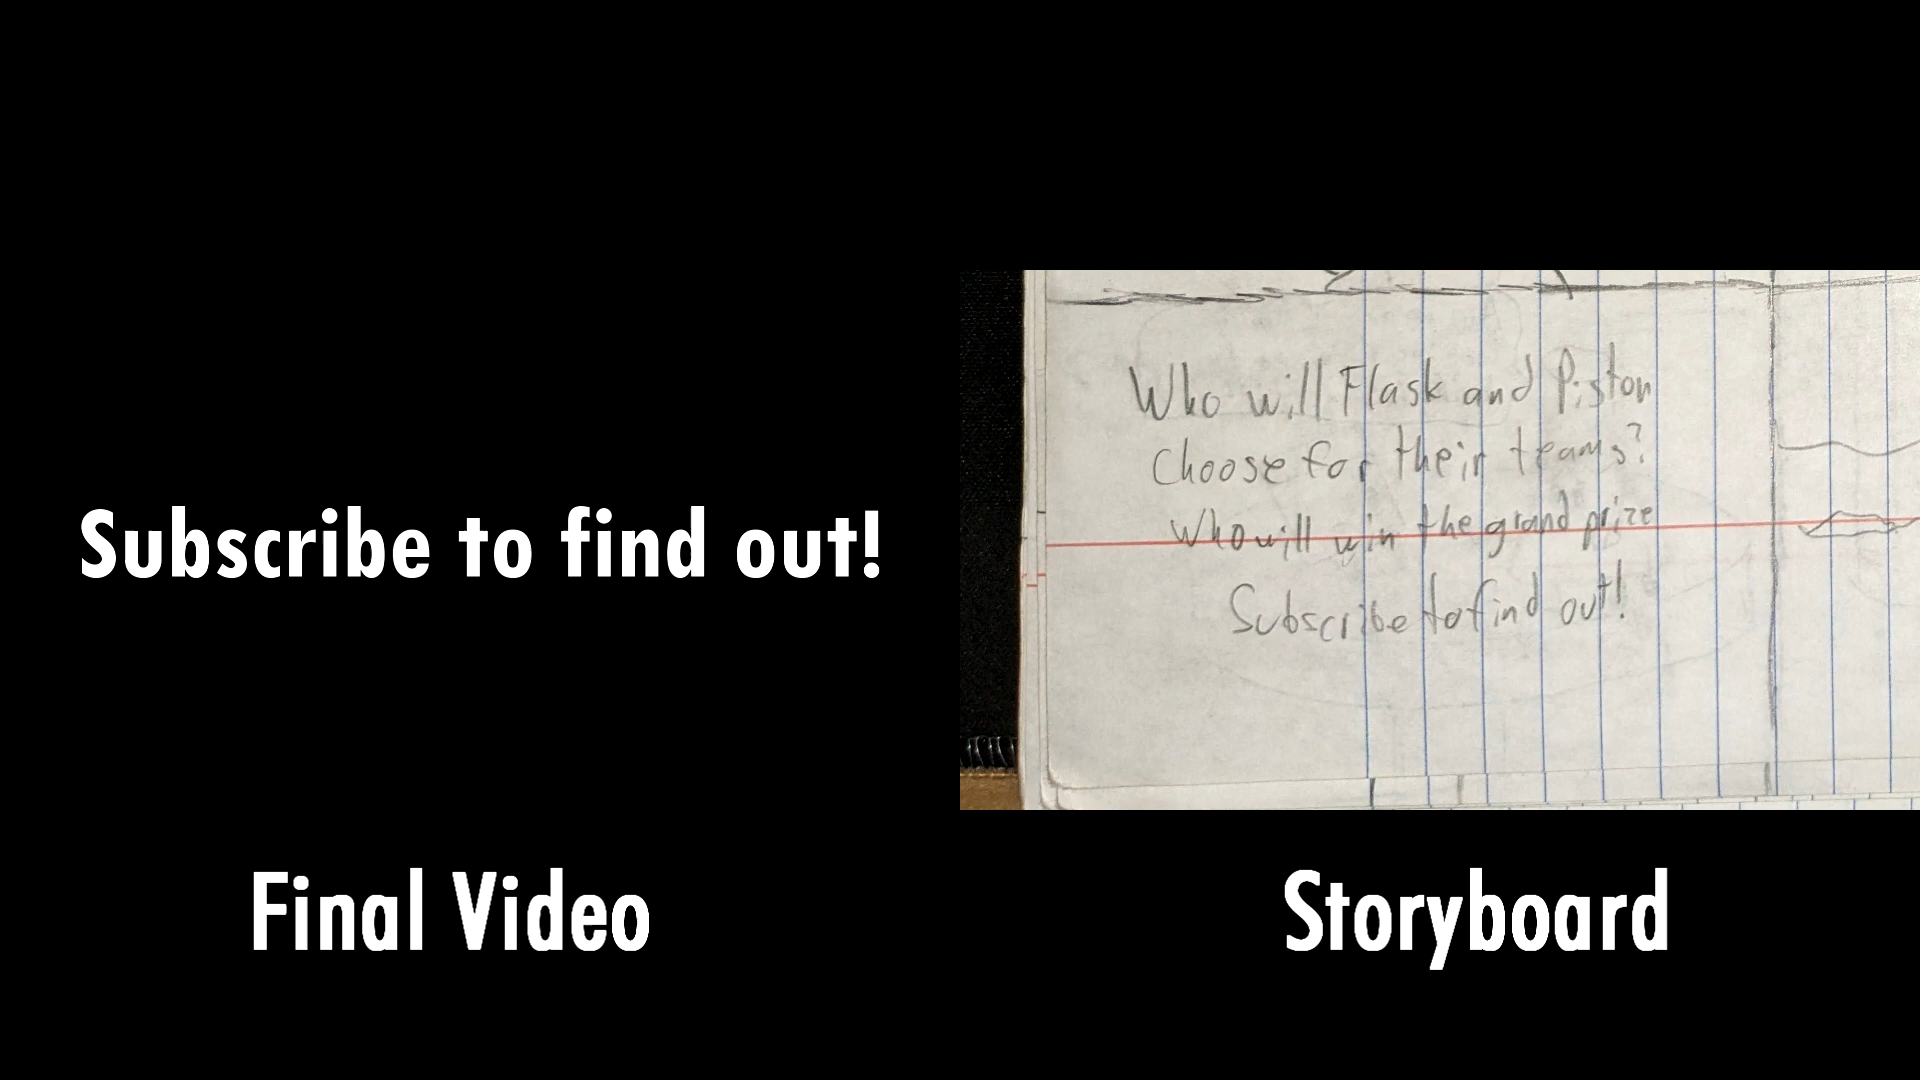 Subscribe to find out!
Who will Flask and Piston
choose for their teams?
Who will win the grand prize
Subscribe to find out!
Final Video
Storyboard